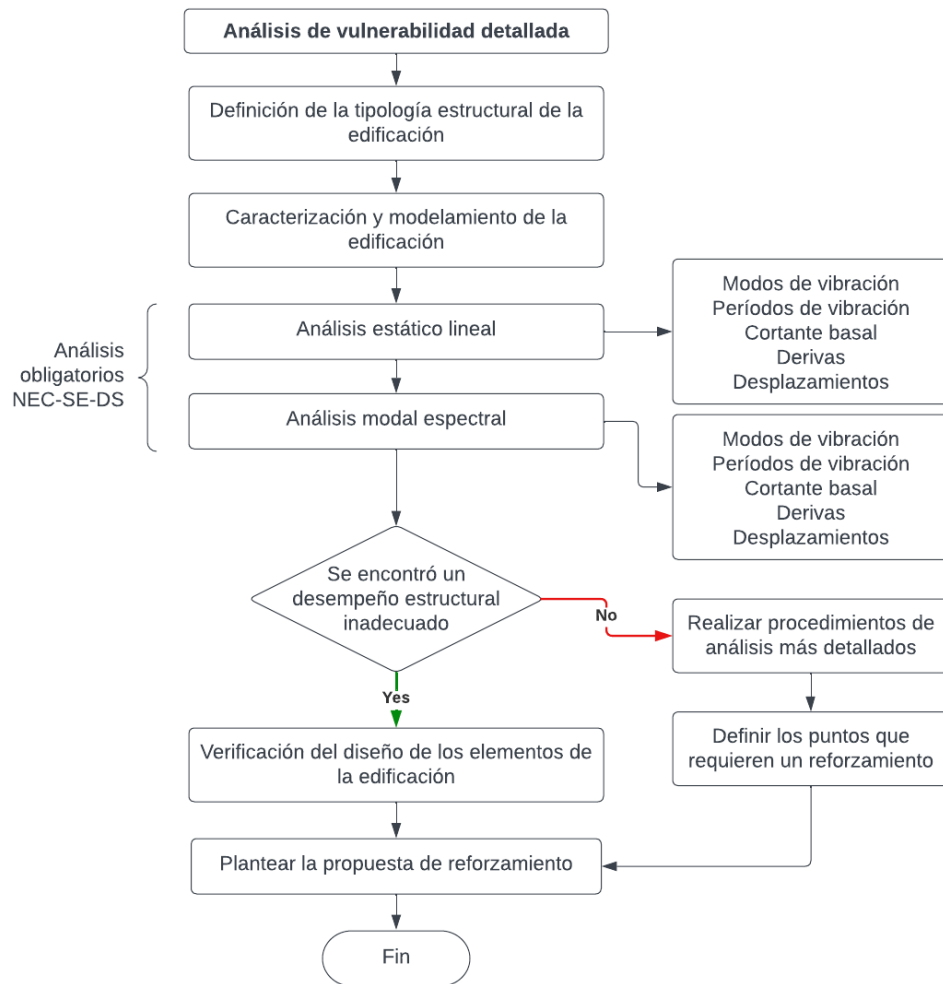 Análisis de vulnerabilidad detallada
Definición de la tipología estructural de la
edificación
Caracterización y modelamiento de la
edificación
Análisis
obligatorios
NEC-SE-DS
Análisis estático lineal
Modos de vibración
Períodos de vibración
Cortante basal
Derivas
Desplazamientos
Análisis modal espectral
Modos de vibración
Períodos de vibración
Cortante basal
Derivas
Desplazamientos
Se encontró un
desempeño estructural
inadecuado
No
Realizar procedimientos de
análisis más detallados
Definir los puntos que
requieren un reforzamiento
Yes
Verificación del diseño de los elementos de
la edificación
Plantear la propuesta de reforzamiento
Fin